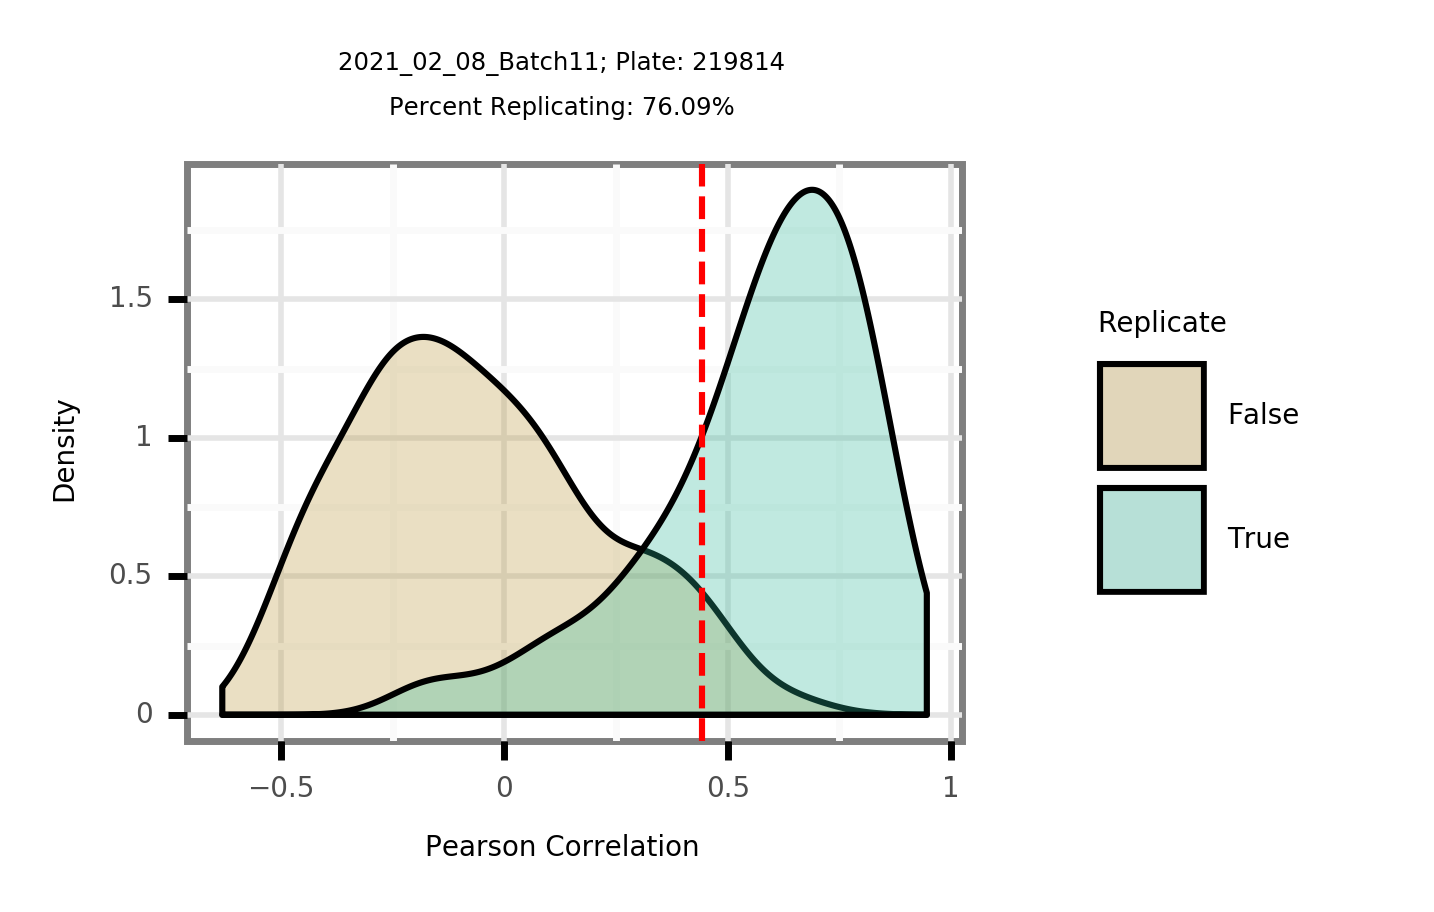 2021_02_08_Batch11; Plate: 219814
Percent Replicating: 76.09%
1.5
1
0.5
0
Density
−0.5
0
0.5
1
Pearson Correlation
Replicate
False
True